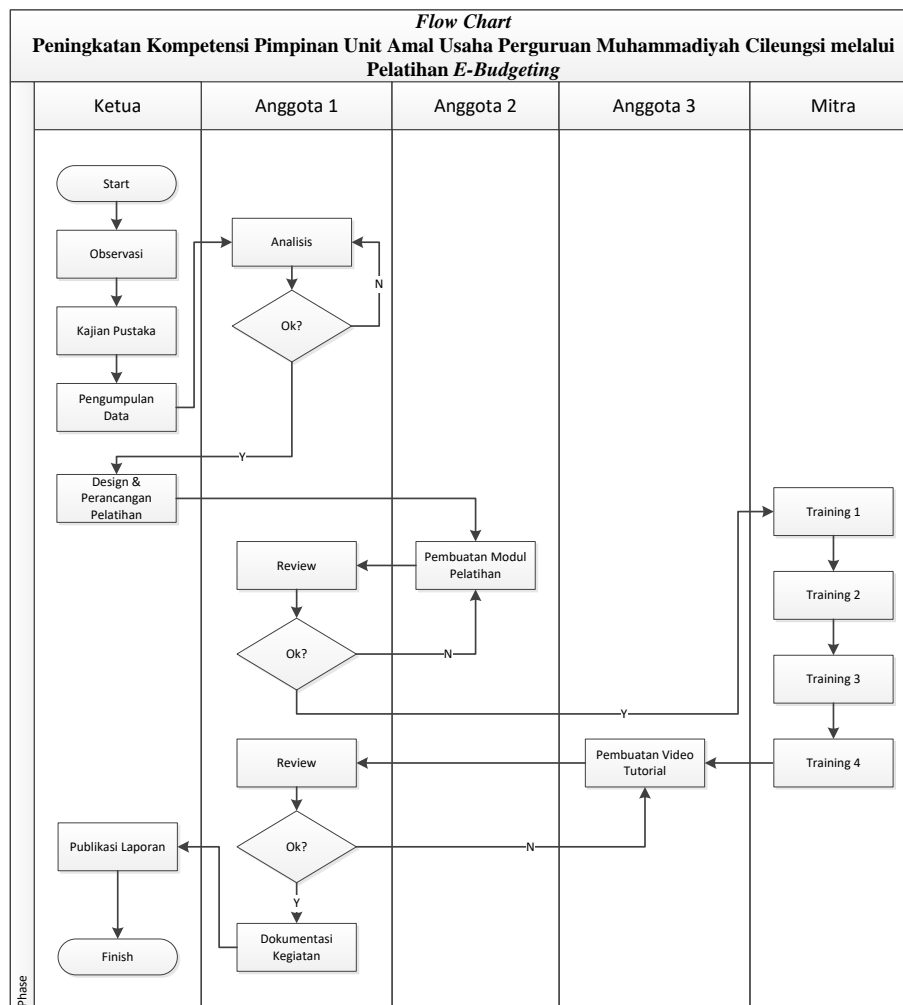 Flow Chart
Peningkatan Kompetensi Pimpinan Unit Amal Usaha Perguruan Muhammadiyah Cileungsi melalui
Pelatihan E-Budgeting
Ketua
Anggota 1
Anggota 2
Anggota 3
Mitra
Start
Observasi
Analisis
N
Kajian Pustaka
Ok?
Pengumpulan
Data
Y
Design &
Perancangan
Pelatihan
Training 1
Review
Pembuatan Modul
Pelatihan
Training 2
Ok?
N
Training 3
Y
Review
Pembuatan Video
Tutorial
Training 4
Publikasi Laporan
Ok?
N
Y
Dokumentasi
Kegiatan
Finish
Phase